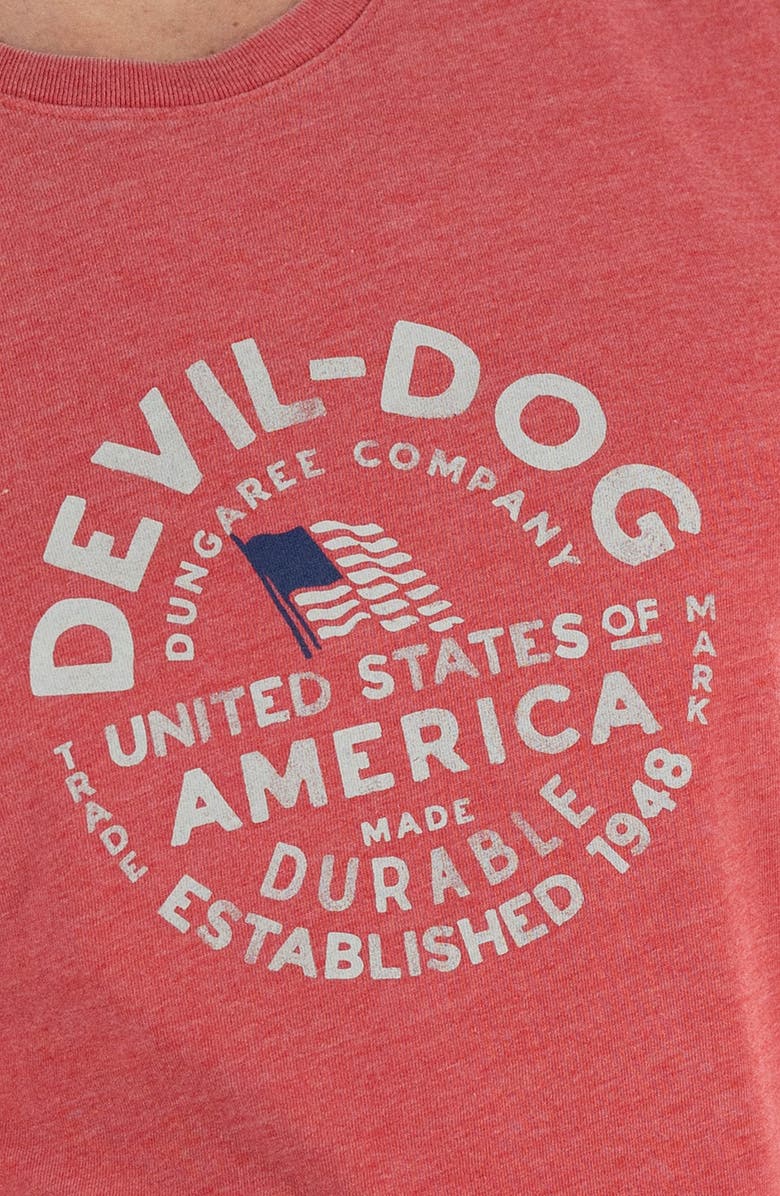 DEVIL-DOG
DUNGAREE COMPANY
UNITED STATES OF
AMERICA
TRADE
MARK
MADE
DURABLE
ESTABLISHED 1948